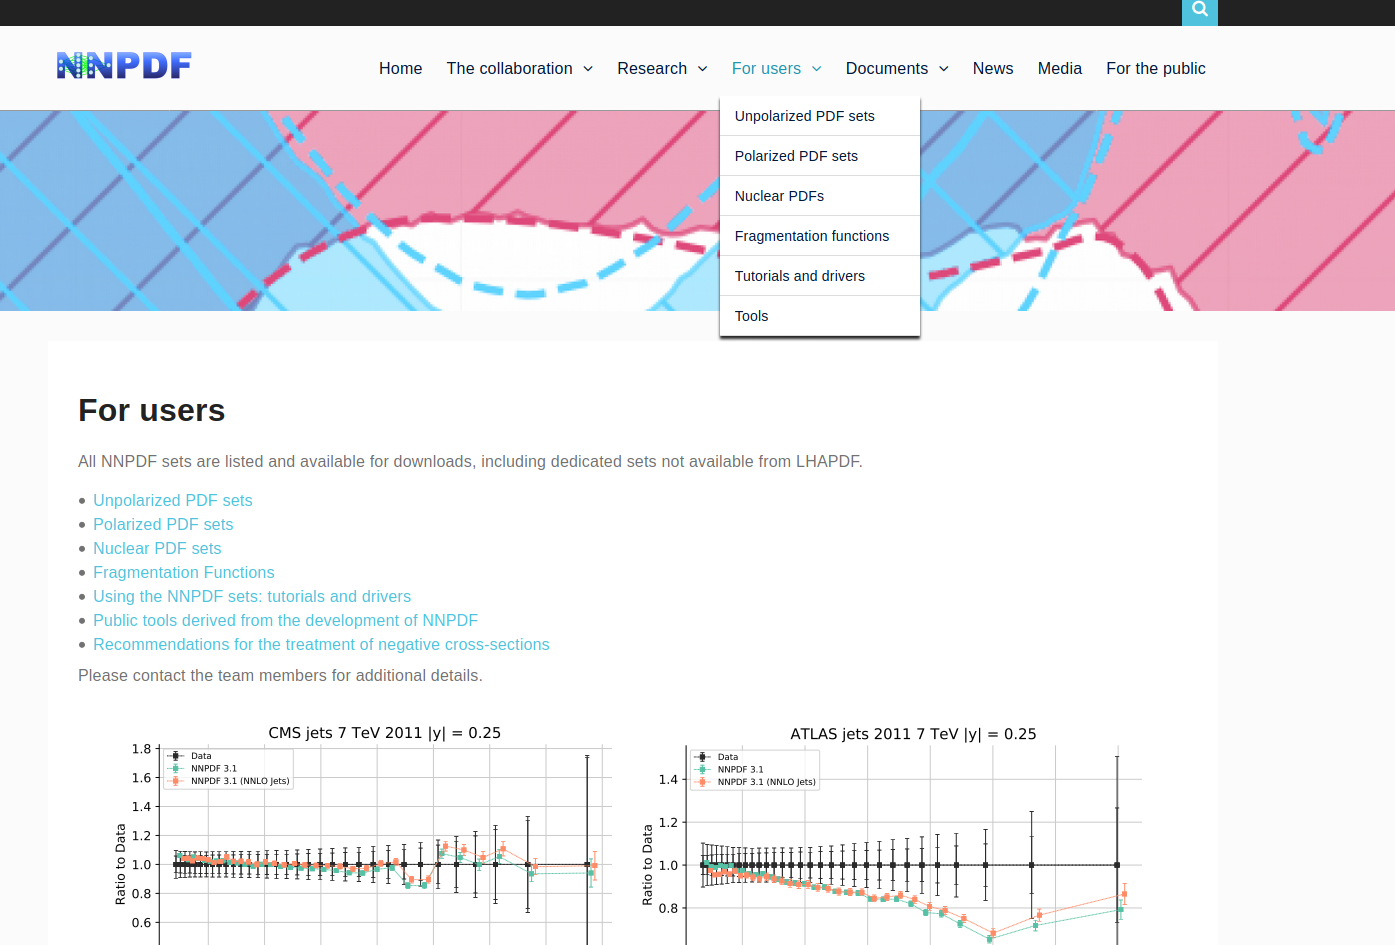 NNPDF
Home The collaboration Research For users Documents News Media For the public
Unpolarized PDF sets
Polarized PDF sets
Nuclear PDFs
Fragmentation functions
Tutorials and drivers
Tools
For users
All NNPDF sets are listed and available for downloads, including dedicated sets not available from LHAPDF.
Unpolarized PDF sets
Polarized PDF sets
Nuclear PDF sets
Fragmentation Functions
Using the NNPDF sets: tutorials and drivers
Public tools derived from the development of NNPDF
Recommendations for the treatment of negative cross-sections
Please contact the team members for additional details.
CMS jets 7 TeV 2011 |y| = 0.25
Data
NNPDF 3.1
NNPDF 3.1 (NNLO Jets)
1.8
1.6
1.4
1.2
1.0
0.8
0.6
Ratio to Data
ATLAS jets 2011 7 TeV |y| = 0.25
Data
NNPDF 3.1
NNPDF 3.1 (NNLO Jets)
1.4
1.2
1.0
0.8
Ratio to Data